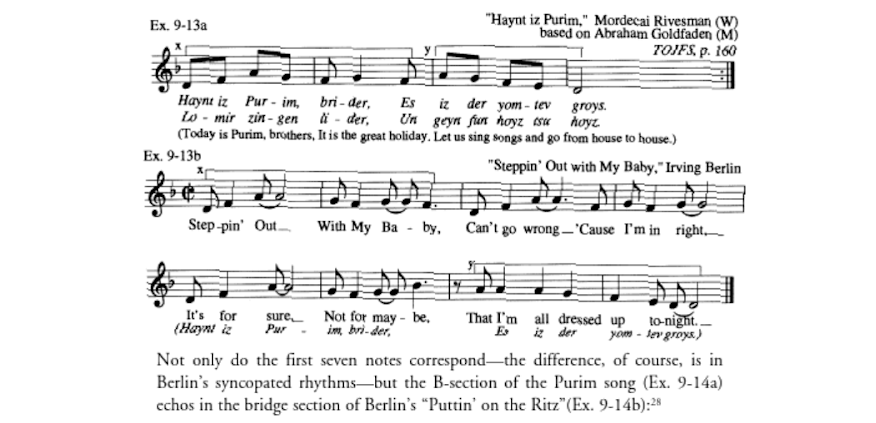 Ex. 9-13a
"Haynt iz Purim," Mordecai Rivesman (W)
based on Abraham Goldfaden (M)
TOJFS, p. 160
x
y
Haynt iz Pur - im, bri - der, Es iz der yom - tev groys.
Lo - mir zin - gen li - der, Un geyn fun hoyz tsu hoyz.
(Today is Purim, brothers, It is the great holiday. Let us sing songs and go from house to house.)
Ex. 9-13b
"Steppin' Out with My Baby," Irving Berlin
x
Step -pin' Out With My Ba - by, Can't go wrong 'Cause I'm in right,
y
It's for sure, Not for may - be, That I'm all dressed up to-night.
(Haynt iz Pur - im, bri - der, Es iz der yom - tev groys.)
Not only do the first seven notes correspond—the difference, of course, is in
Berlin's syncopated rhythms—but the B-section of the Purim song (Ex. 9-14a)
echos in the bridge section of Berlin's "Puttin' on the Ritz"(Ex. 9-14b):28